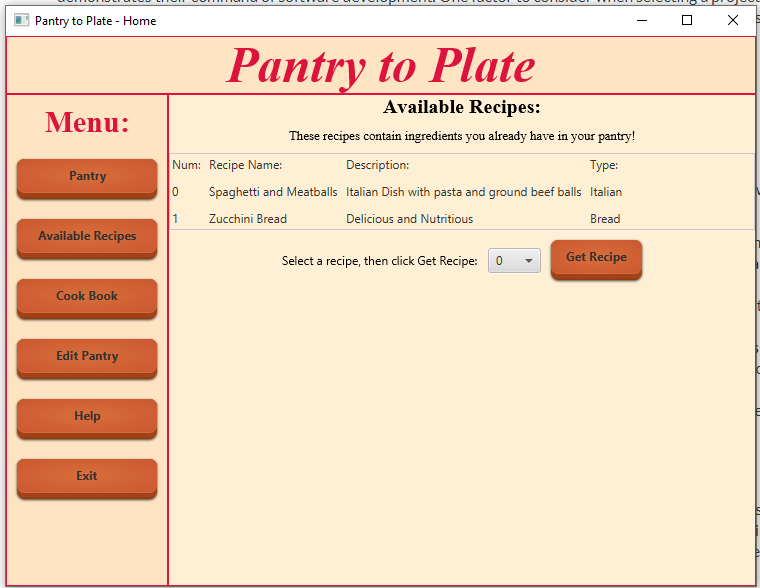 demonstrates their command of software development. One factor to consider when selecting a project
Pantry to Plate - Home
Pantry to Plate
Menu:
Pantry
Available Recipes
Cook Book
Edit Pantry
Help
Exit
Available Recipes:
These recipes contain ingredients you already have in your pantry!
Num: Recipe Name: Description: Type:
0 Spaghetti and Meatballs Italian Dish with pasta and ground beef balls Italian
1 Zucchini Bread Delicious and Nutritious Bread
Select a recipe, then click Get Recipe: 0 Get Recipe